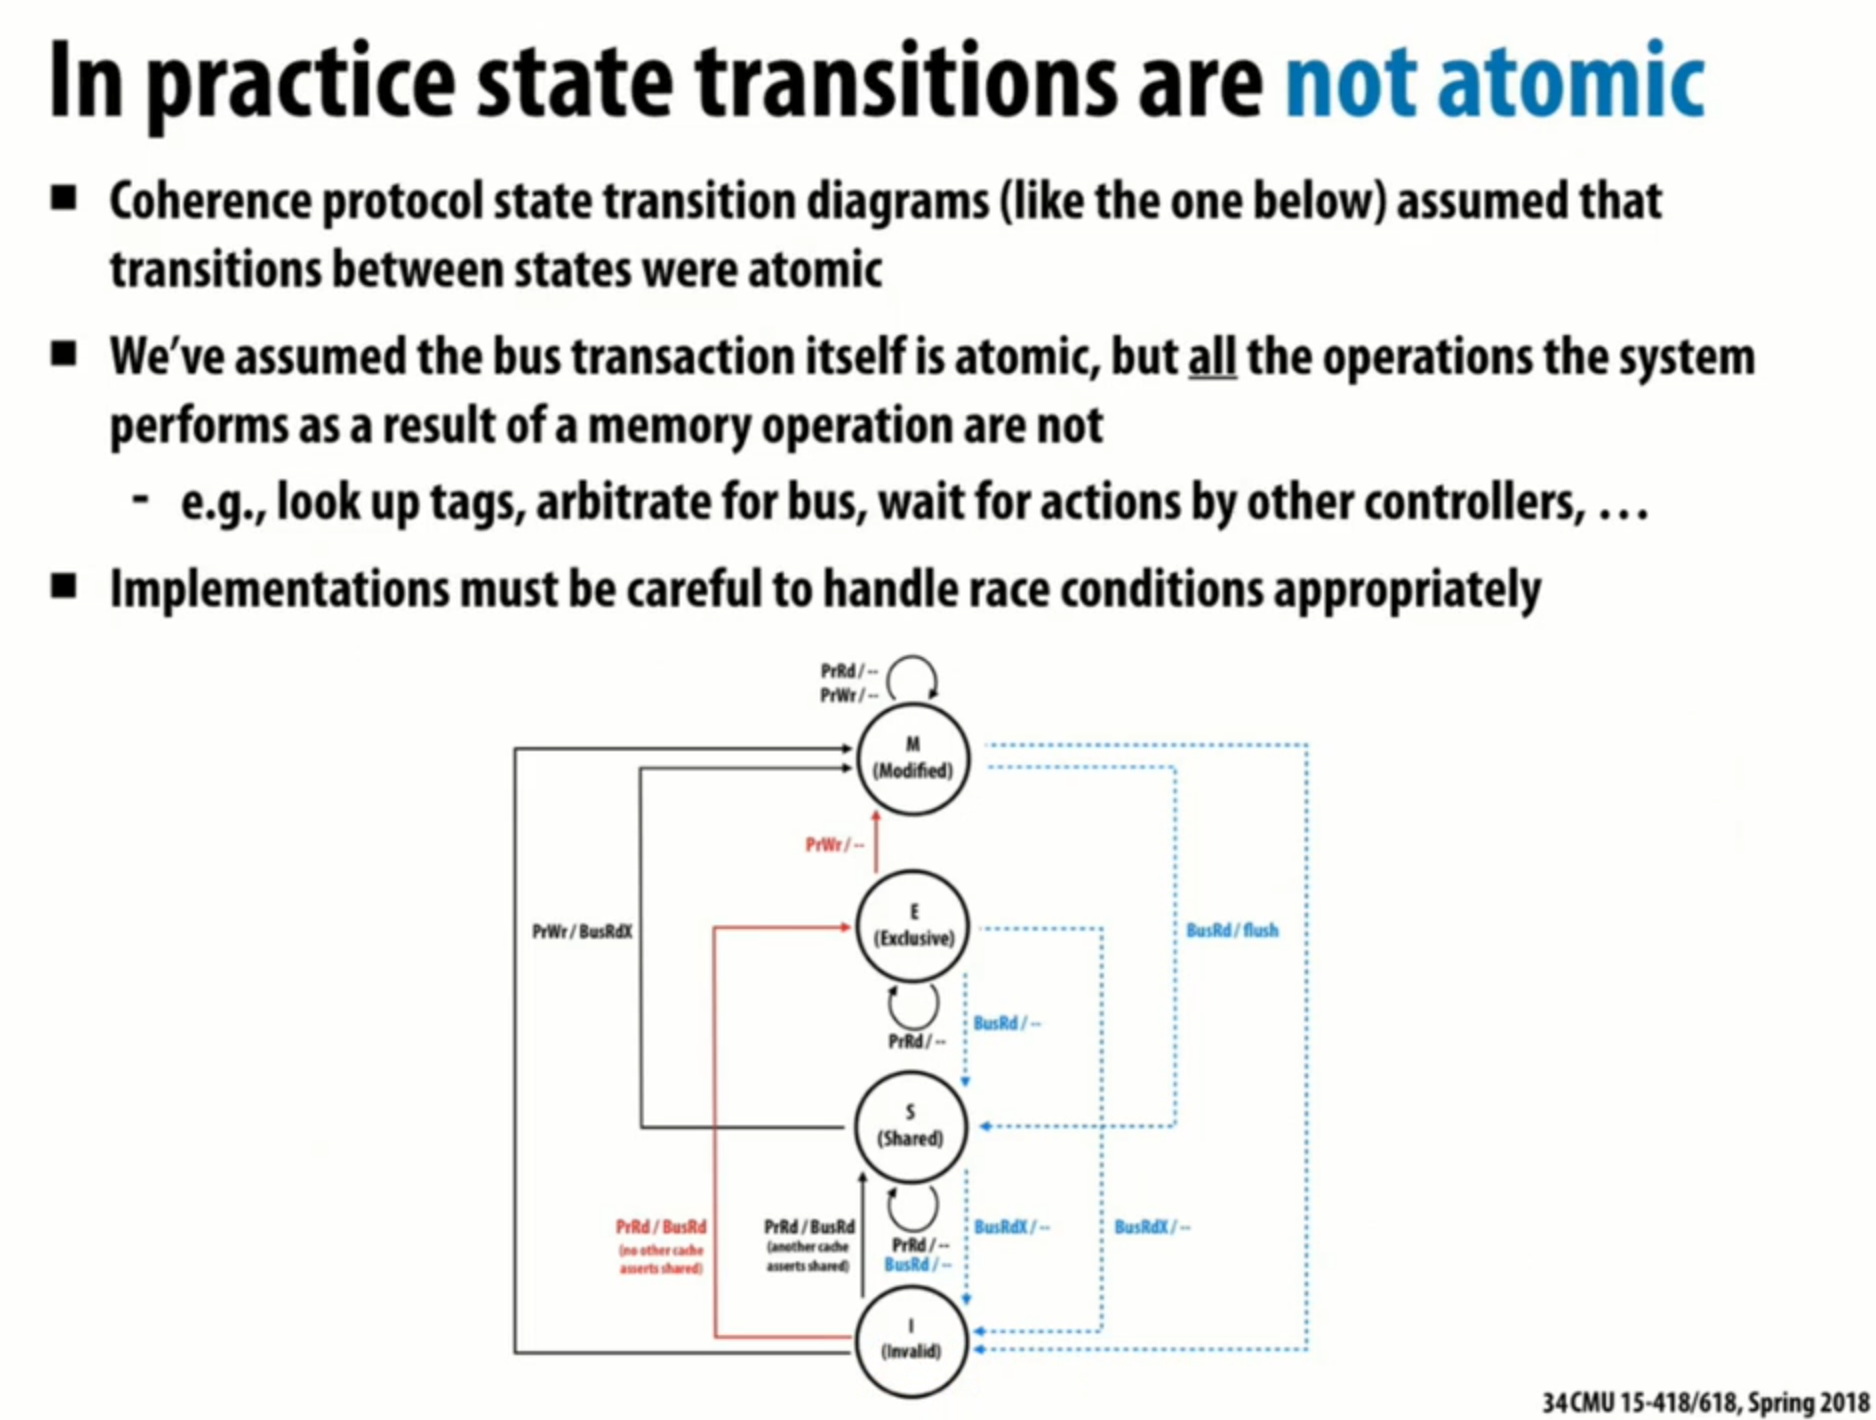 In practice state transitions are not atomic
■ Coherence protocol state transition diagrams (like the one below) assumed that
transitions between states were atomic
■ We've assumed the bus transaction itself is atomic, but all the operations the system
performs as a result of a memory operation are not
- e.g., look up tags, arbitrate for bus, wait for actions by other controllers, …
■ Implementations must be careful to handle race conditions appropriately
PrRd / --
PrWr / --
M
(Modified)
PrWr / --
E
(Exclusive)
PrWr / BusRdX
BusRd / flush
BusRd / --
PrRd / --
S
(Shared)
PrRd / BusRd
(no other cache
asserts shared)
PrRd / BusRd
(another cache
asserts shared)
PrRd / --
BusRd / --
BusRdX / --
BusRdX / --
I
(Invalid)
34 CMU 15-418/618, Spring 2018